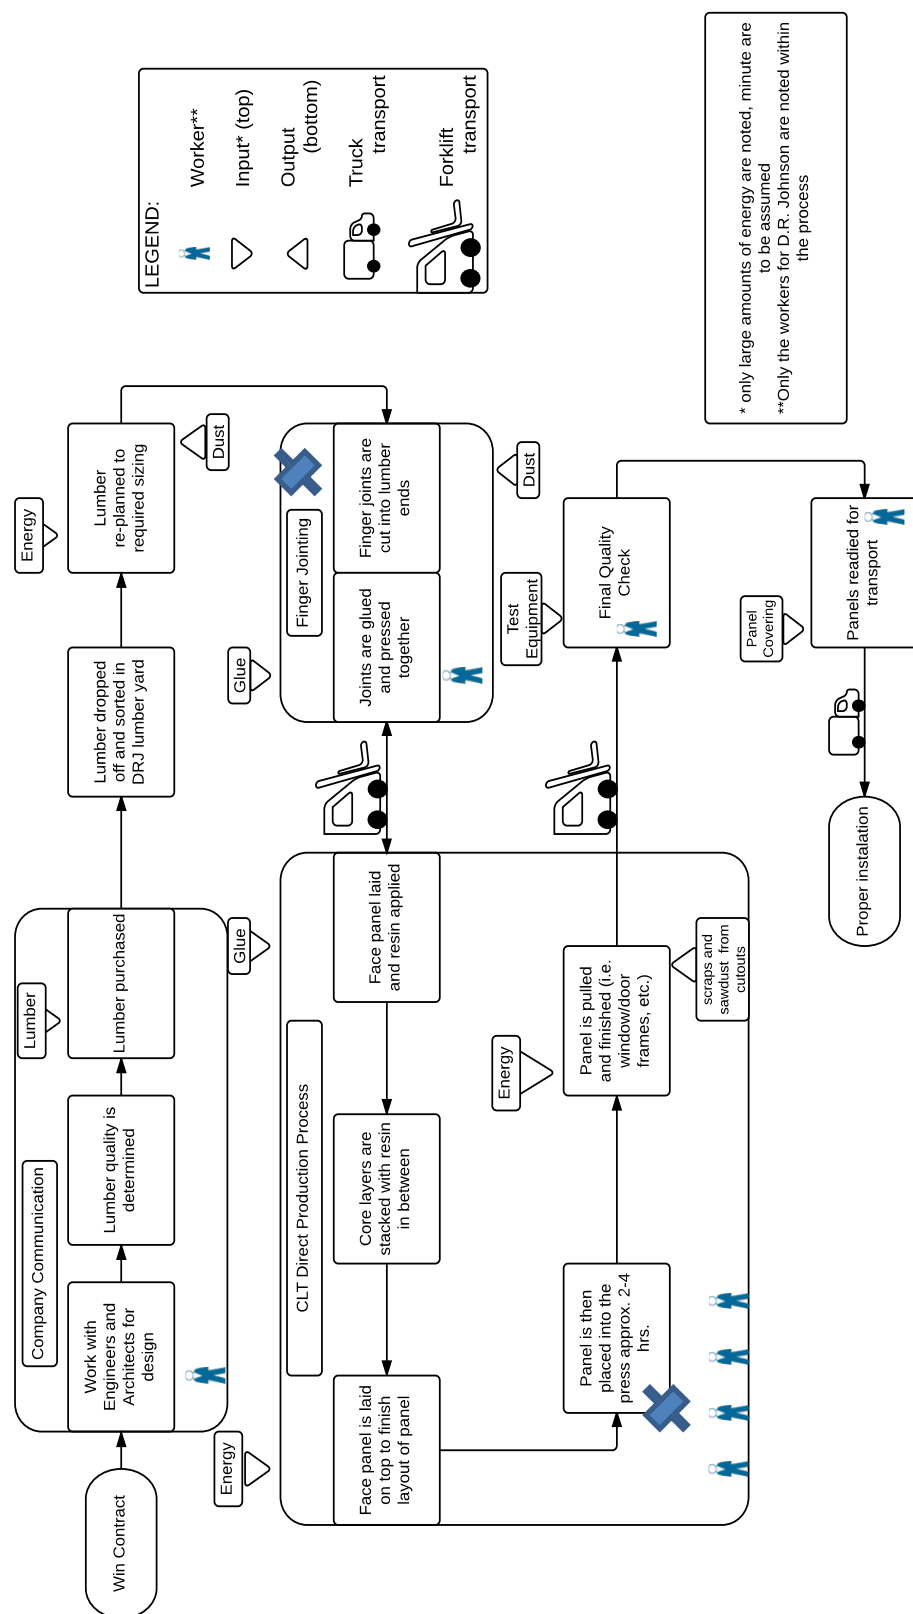 Win Contract
Company Communication
Work with
Engineers and
Architects for
design
Lumber quality is
determined
Lumber
Lumber purchased
Lumber dropped
off and sorted in
DRJ lumber yard
Energy
Lumber
re-planned to
required sizing
Dust
LEGEND:
Worker**
Input* (top)
Output
(bottom)
Truck
transport
Forklift
transport
Finger Jointing
Finger joints are
cut into lumber
ends
Glue
Joints are glued
and pressed
together
Dust
Glue
Energy
CLT Direct Production Process
Face panel laid
and resin applied
Core layers are
stacked with resin
in between
Face panel is laid
on top to finish
layout of panel
Panel is then
placed into the
press approx. 2-4
hrs.
Energy
Panel is pulled
and finished (i.e.
window/door
frames, etc.)
scraps and
sawdust from
cutouts
Test
Equipment
Final Quality
Check
Panel
Covering
Panels readied for
transport
Proper instalation
* only large amounts of energy are noted, minute are
to be assumed
**Only the workers for D.R. Johnson are noted within
the process